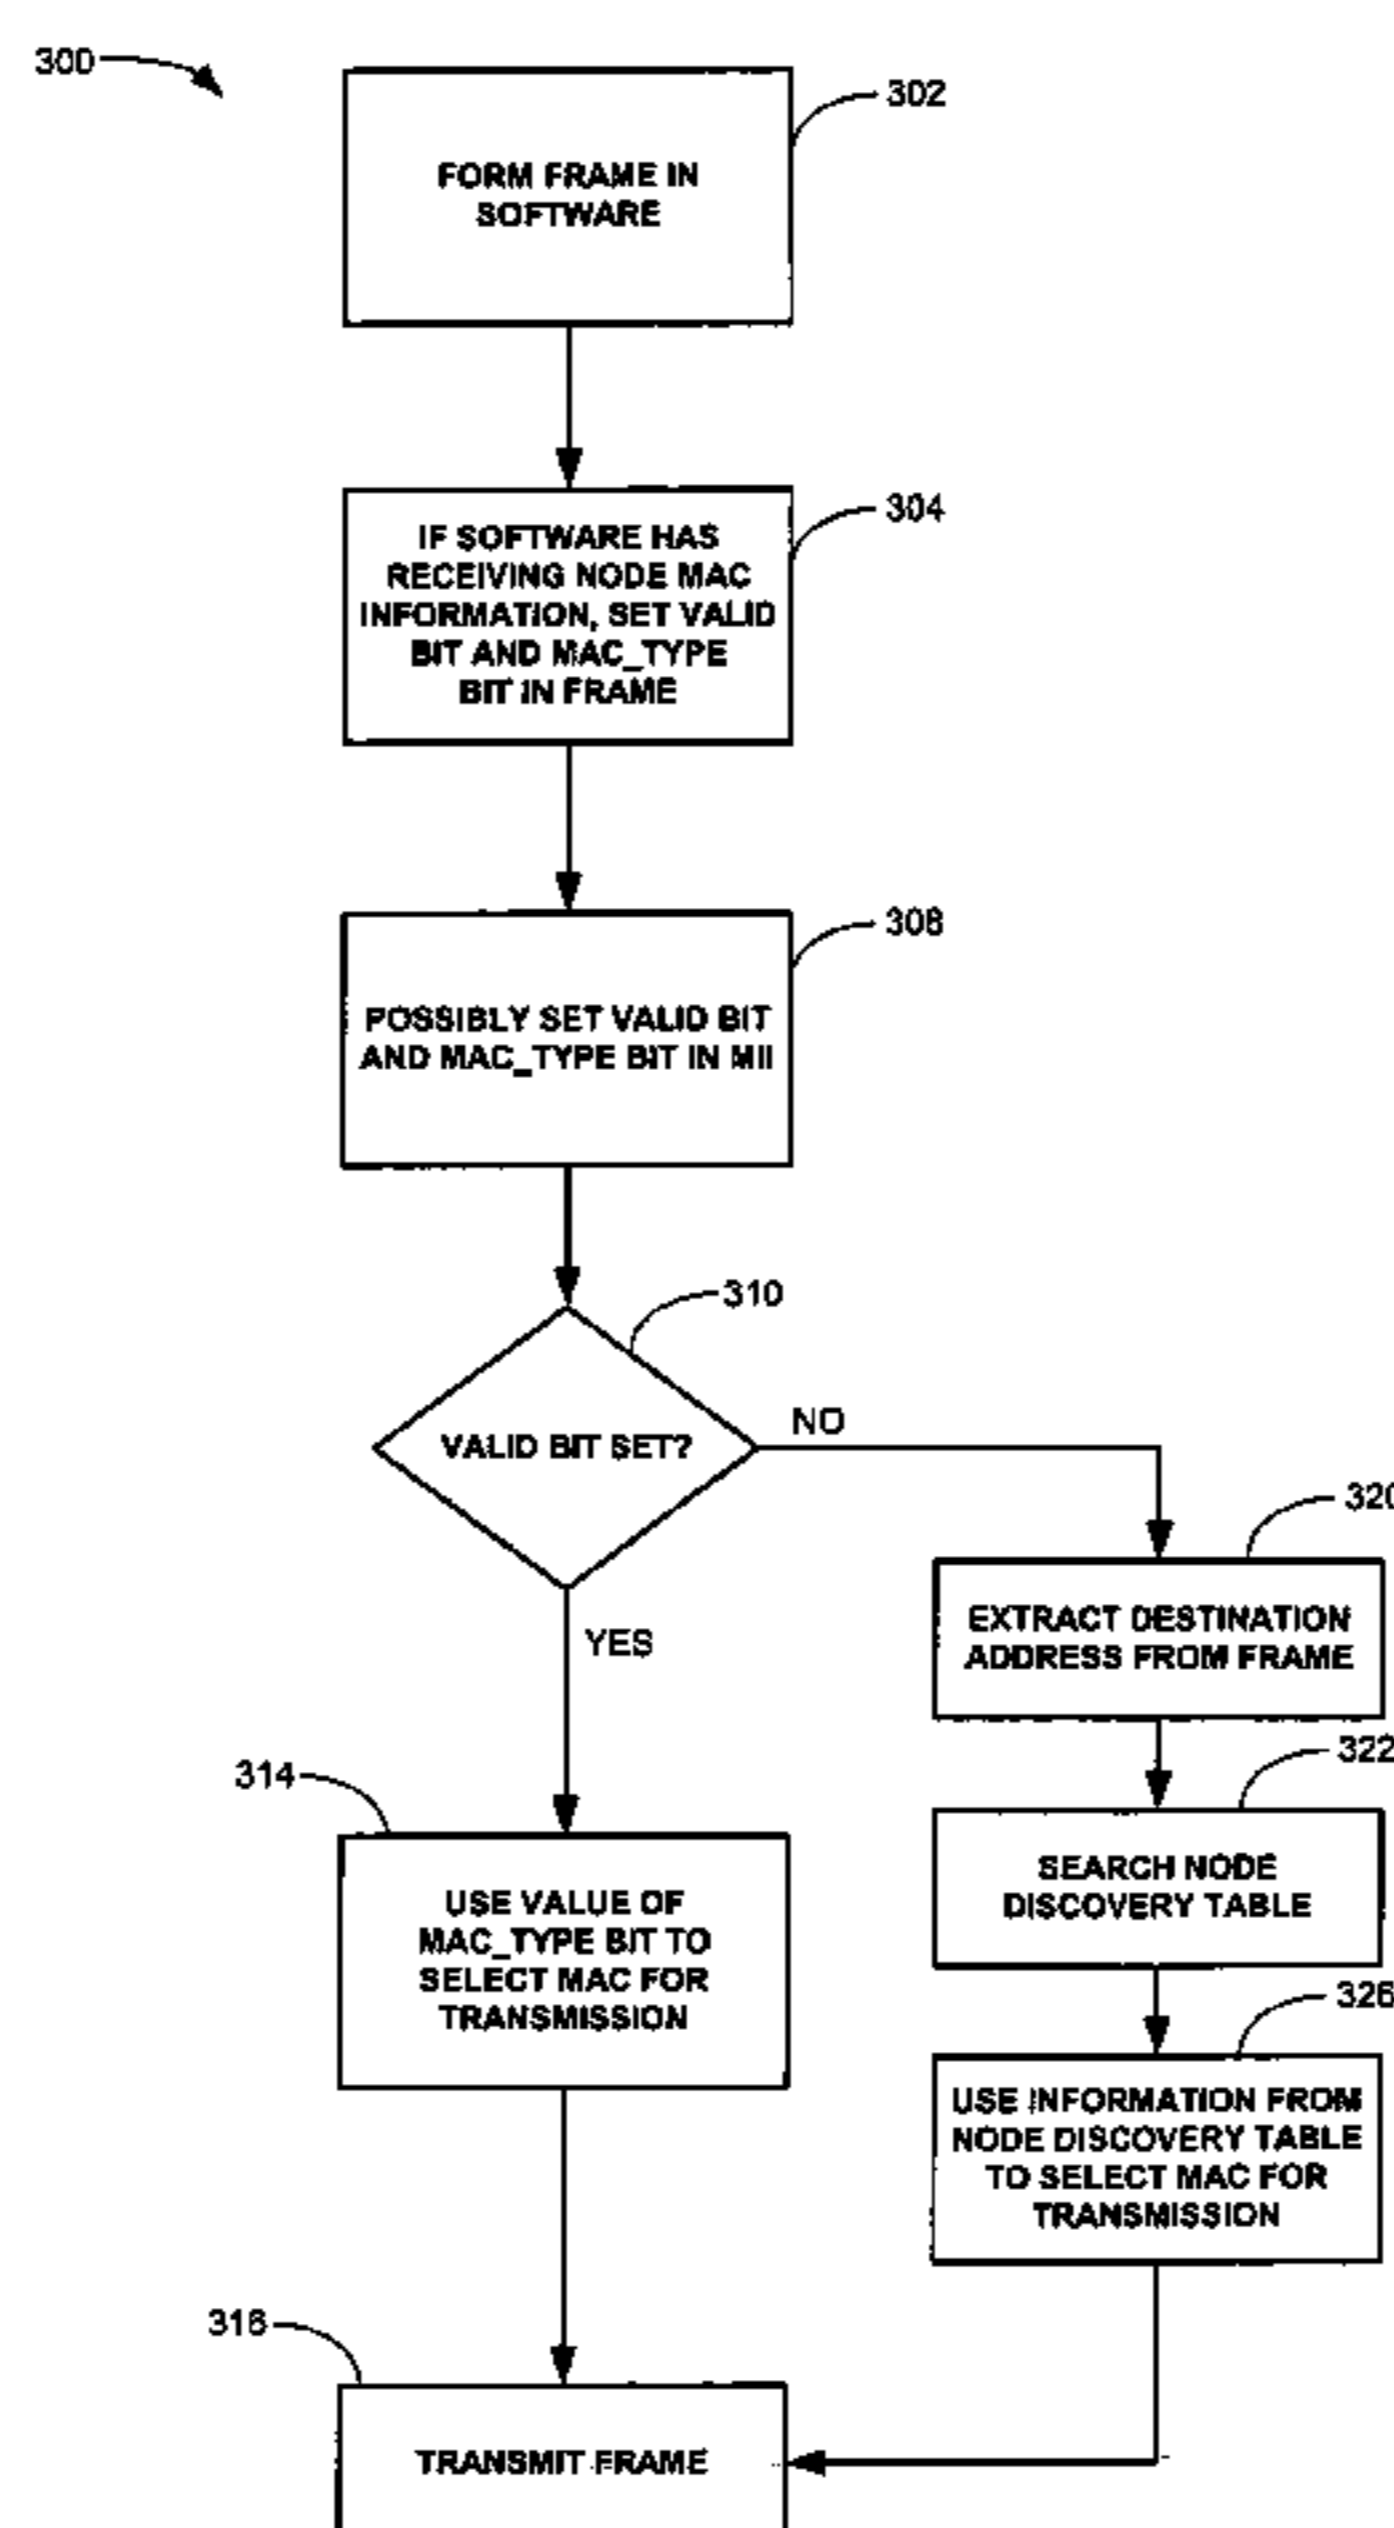 300
302
FORM FRAME IN
SOFTWARE
304
IF SOFTWARE HAS
RECEIVING NODE MAC
INFORMATION, SET VALID
BIT AND MAC_TYPE
BIT IN FRAME
308
POSSIBLY SET VALID BIT
AND MAC_TYPE BIT IN MII
310
VALID BIT SET?
NO
YES
320
EXTRACT DESTINATION
ADDRESS FROM FRAME
322
SEARCH NODE
DISCOVERY TABLE
314
USE VALUE OF
MAC_TYPE BIT TO
SELECT MAC FOR
TRANSMISSION
326
USE INFORMATION FROM
NODE DISCOVERY TABLE
TO SELECT MAC FOR
TRANSMISSION
316
TRANSMIT FRAME